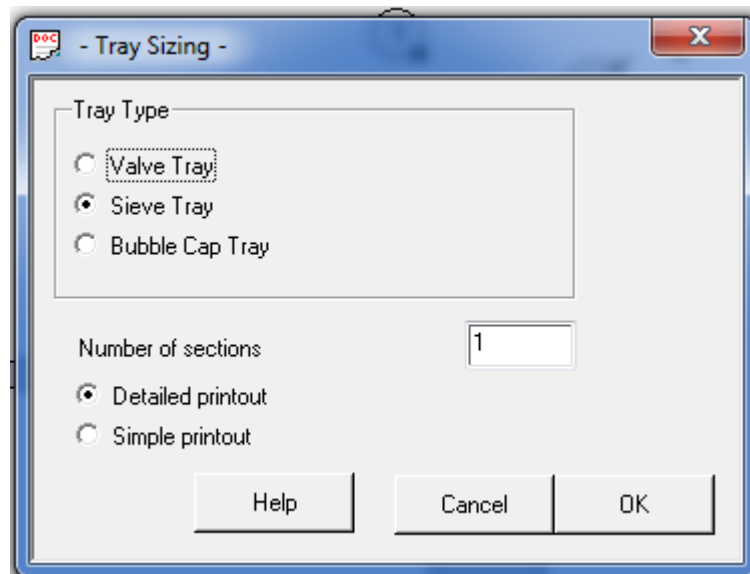 DOC
- Tray Sizing -
X
Tray Type
Valve Tray
Sieve Tray
Bubble Cap Tray
Number of sections
1
Detailed printout
Simple printout
Help
Cancel
OK